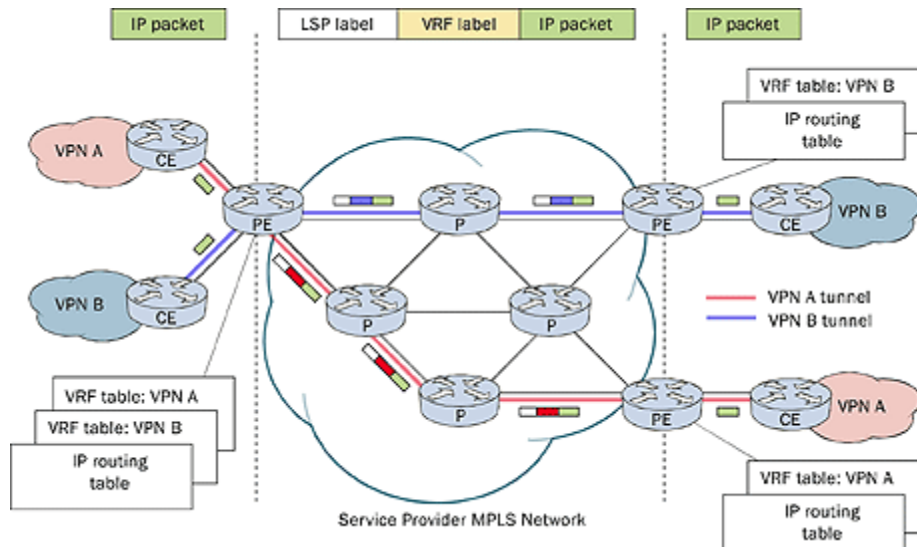 IP packet
LSP label
VRF label
IP packet
IP packet
VRF table: VPN B
IP routing
table
VPN A
CE
PE
P
PE
CE
VPN B
VPN B
CE
P
P
VPN A tunnel
VPN B tunnel
VRF table: VPN A
VRF table: VPN B
IP routing
table
P
PE
CE
VPN A
VRF table: VPN A
IP routing
table
Service Provider MPLS Network